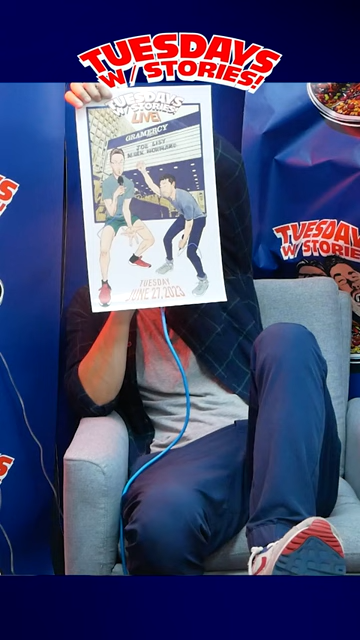 TUESDAYS
W/ STORIES!
TUESDAYS
W/ STORIES
LIVE!
GRAMERCY
JOE LIST
MARK NORMAND
TUESDAY
JUNE 27, 2023
TUESDAYS
W/ STORIES